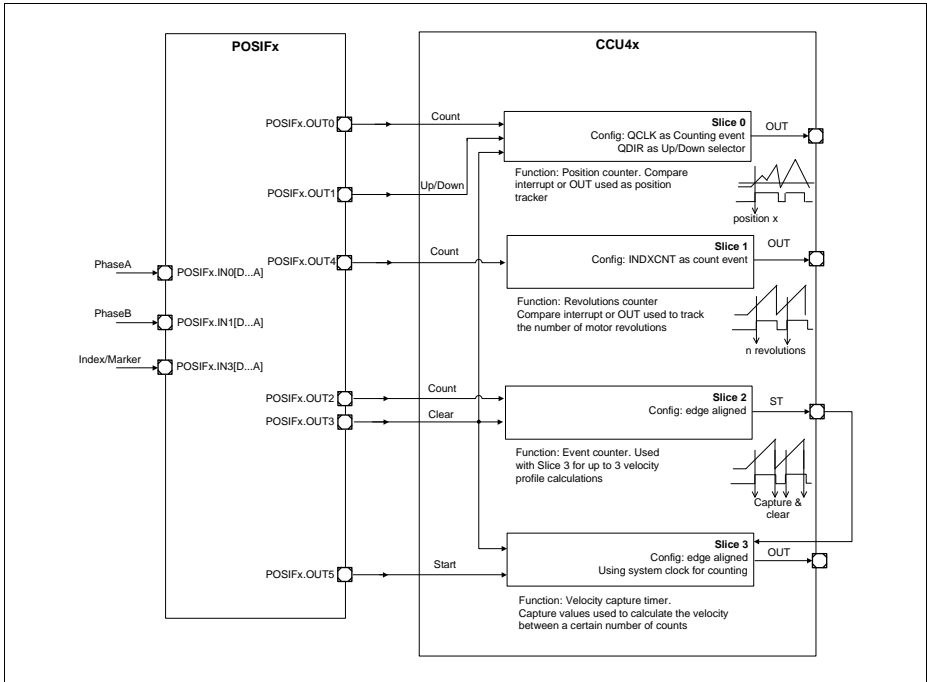 POSIFx
CCU4x
POSIFx.OUT0
Count
Slice 0
Config: QCLK as Counting event
QDIR as Up/Down selector
OUT
POSIFx.OUT1
Up/Down
Function: Position counter. Compare
interrupt or OUT used as position
tracker
position x
PhaseA
POSIFx.IN0[D...A]
POSIFx.OUT4
Count
Slice 1
Config: INDXCNT as count event
OUT
PhaseB
POSIFx.IN1[D...A]
Function: Revolutions counter
Compare interrupt or OUT used to track
the number of motor revolutions
n revolutions
Index/Marker
POSIFx.IN3[D...A]
POSIFx.OUT2
Count
Slice 2
Config: edge aligned
ST
POSIFx.OUT3
Clear
Function: Event counter. Used
with Slice 3 for up to 3 velocity
profile calculations
Capture &
clear
Slice 3
Config: edge aligned
Using system clock for counting
OUT
POSIFx.OUT5
Start
Function: Velocity capture timer.
Capture values used to calculate the velocity
between a certain number of counts